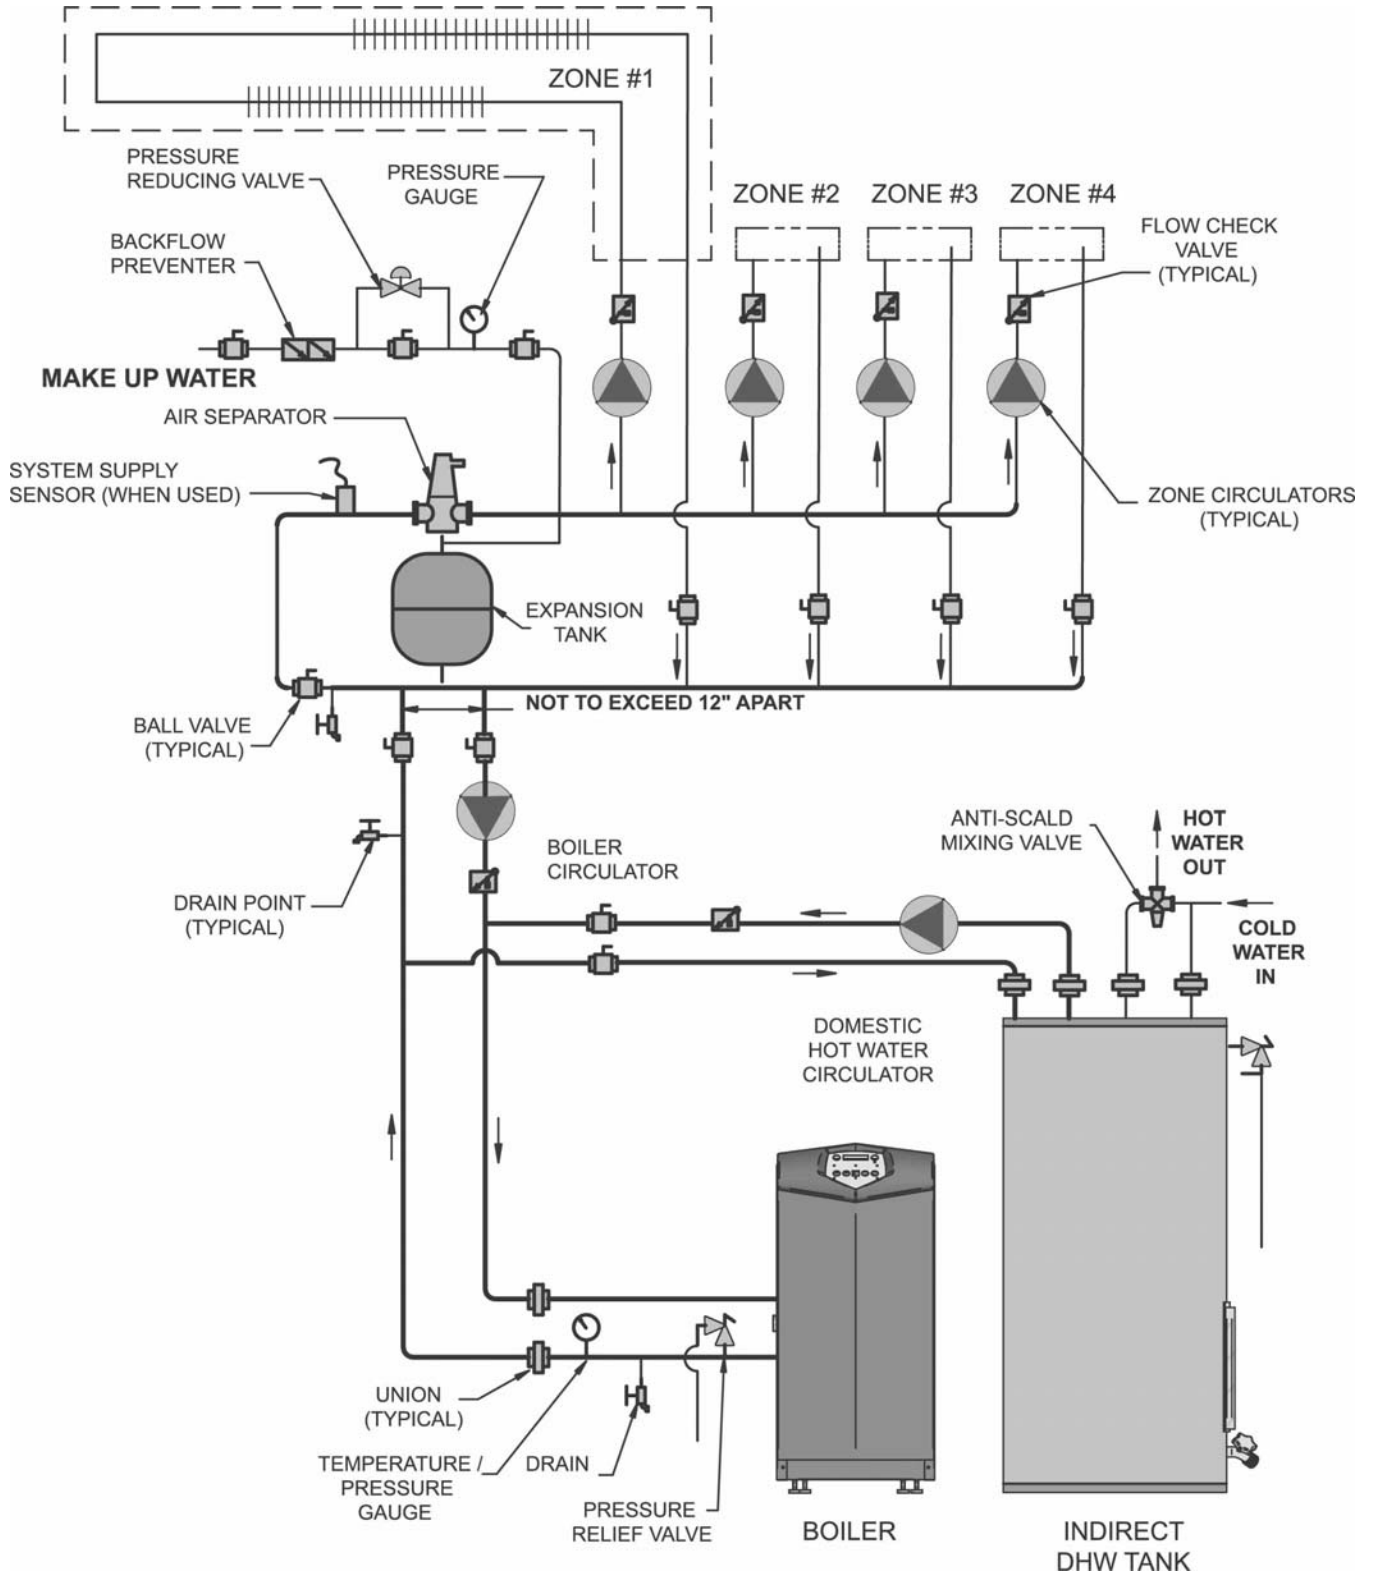 ZONE #1
PRESSURE
REDUCING VALVE
PRESSURE
GAUGE
ZONE #2
ZONE #3
ZONE #4
FLOW CHECK
VALVE
(TYPICAL)
BACKFLOW
PREVENTER
MAKE UP WATER
AIR SEPARATOR
SYSTEM SUPPLY
SENSOR (WHEN USED)
ZONE CIRCULATORS
(TYPICAL)
EXPANSION
TANK
NOT TO EXCEED 12" APART
BALL VALVE
(TYPICAL)
ANTI-SCALD
MIXING VALVE
HOT
WATER
OUT
BOILER
CIRCULATOR
DRAIN POINT
(TYPICAL)
COLD
WATER
IN
DOMESTIC
HOT WATER
CIRCULATOR
UNION
(TYPICAL)
TEMPERATURE /
PRESSURE
GAUGE
DRAIN
PRESSURE
RELIEF VALVE
BOILER
INDIRECT
DHW TANK